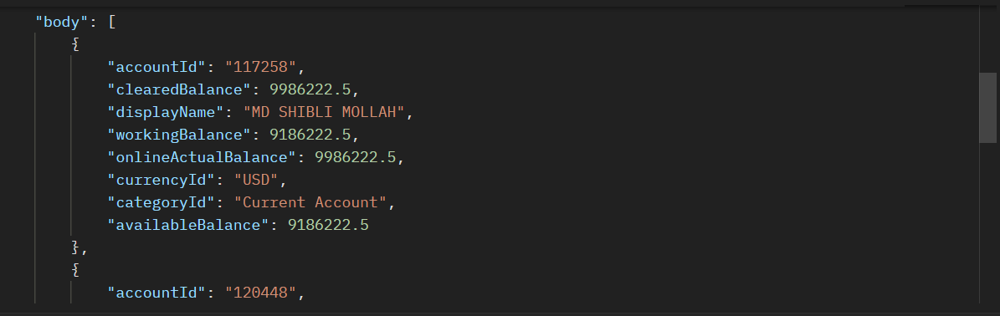 "body": [
{
"accountId": "117258",
"clearedBalance": 9986222.5,
"displayName": "MD SHIBLI MOLLAH",
"workingBalance": 9186222.5,
"onlineActualBalance": 9986222.5,
"currencyId": "USD",
"categoryId": "Current Account",
"availableBalance": 9186222.5
},
{
"accountId": "120448",